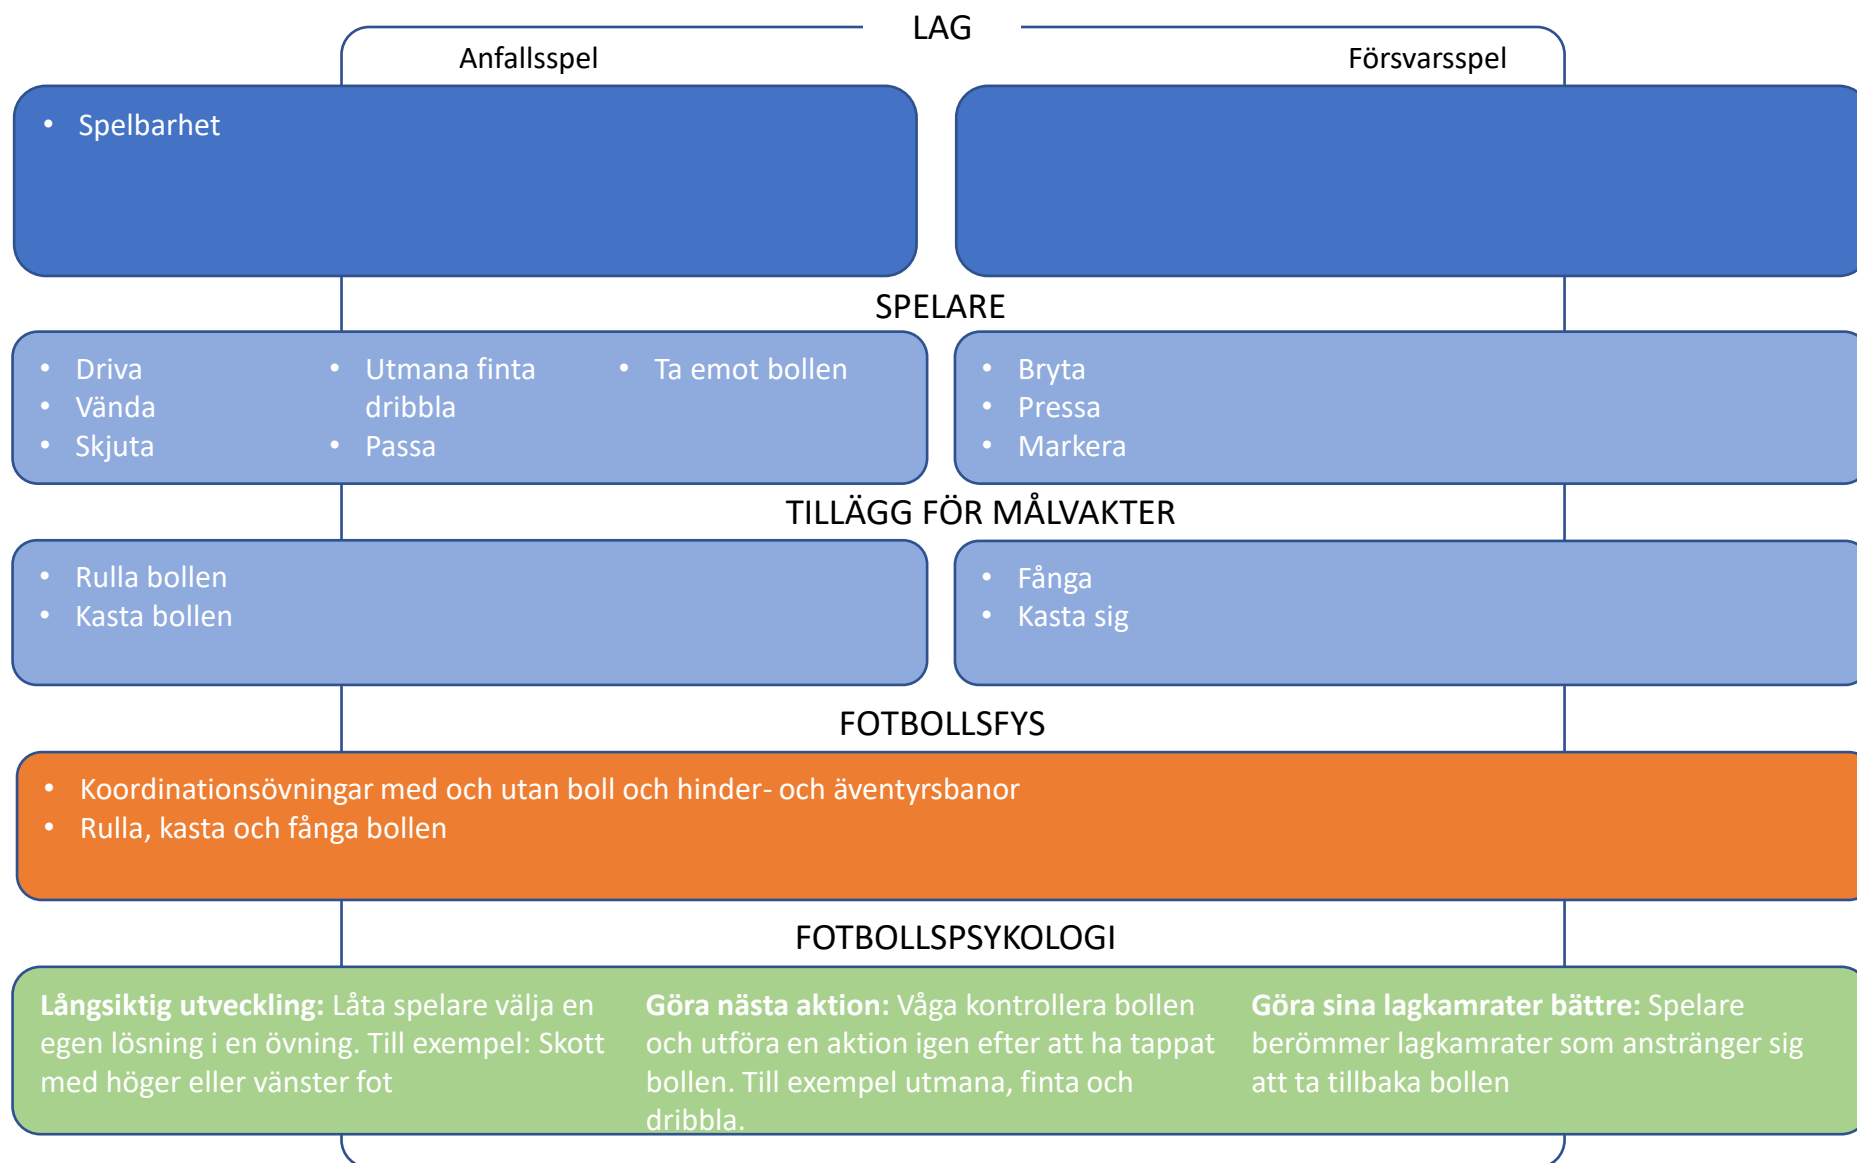 LAG
Anfallsspel
Försvarsspel
• Spelbarhet
SPELARE
• Driva
• Vända
• Skjuta
• Utmana finta
dribbla
• Passa
• Ta emot bollen
• Bryta
• Pressa
• Markera
TILLÄGG FÖR MÅLVAKTER
• Rulla bollen
• Kasta bollen
• Fånga
• Kasta sig
FOTBOLLSFYS
• Koordinationsövningar med och utan boll och hinder- och äventyrsbanor
• Rulla, kasta och fånga bollen
FOTBOLLSPSYKOLOGI
Långsiktig utveckling: Låta spelare välja en
egen lösning i en övning. Till exempel: Skott
med höger eller vänster fot
Göra nästa aktion: Våga kontrollera bollen
och utföra en aktion igen efter att ha tappat
bollen. Till exempel utmana, finta och
dribbla.
Göra sina lagkamrater bättre: Spelare
berömmer lagkamrater som anstränger sig
att ta tillbaka bollen